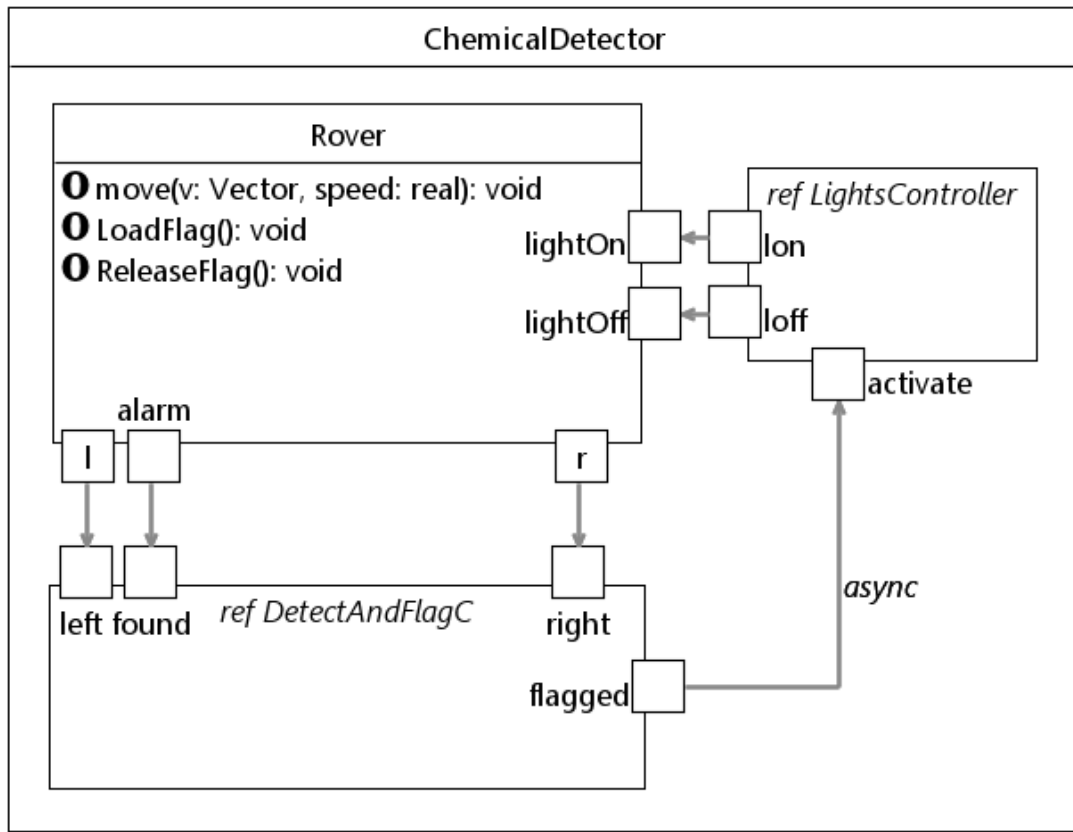 ChemicalDetector
Rover
O move(v: Vector, speed: real): void
O LoadFlag(): void
O ReleaseFlag(): void
lightOn
lightOff
alarm
l
r
ref LightsController
lon
loff
activate
left found
ref DetectAndFlagC
right
flagged
async